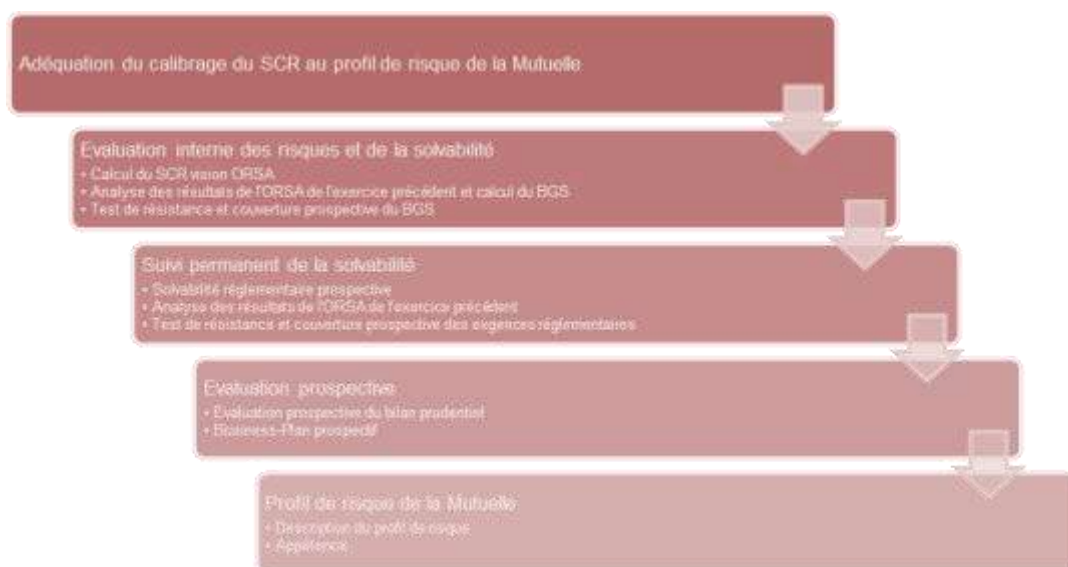 Adéquation du calibrage du SCR au profil de risque de la Mutuelle
Evaluation interne des risques et de la solvabilité
• Calcul du SCR vision ORSA
• Analyse des résultats de l'ORSA de l'exercice précédent et calcul du BGS
• Test de résistance et couverture prospective du BGS
Suivi permanent de la solvabilité
• Solvabilité réglementaire prospective
• Analyse des résultats de l'ORSA de l'exercice précédent
• Test de résistance et couverture prospective des exigences réglementaires
Evaluation prospective
• Evaluation prospective du bilan prudentiel
• Business-Plan prospectif
Profil de risque de la Mutuelle
• Description du profil de risque
• Appétence